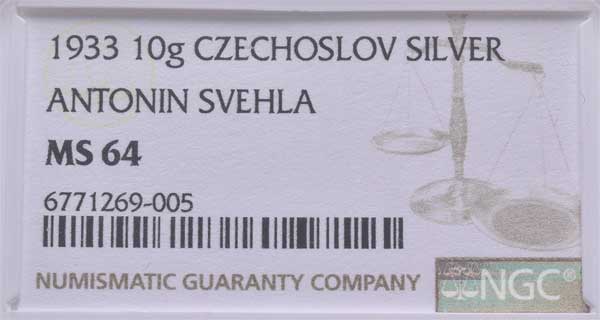 1933 10g CZECHOSLOV SILVER
ANTONIN SVEHLA
MS 64
6771269-005
NUMISMATIC GUARANTY COMPANY
NGC®